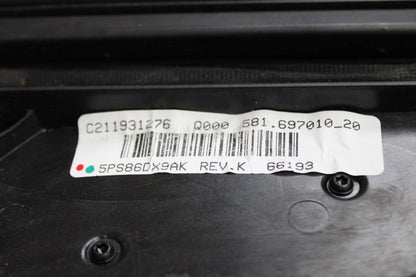 C211931276 Q000 581.697010_20
5PS86DX9AK REV.K 66193